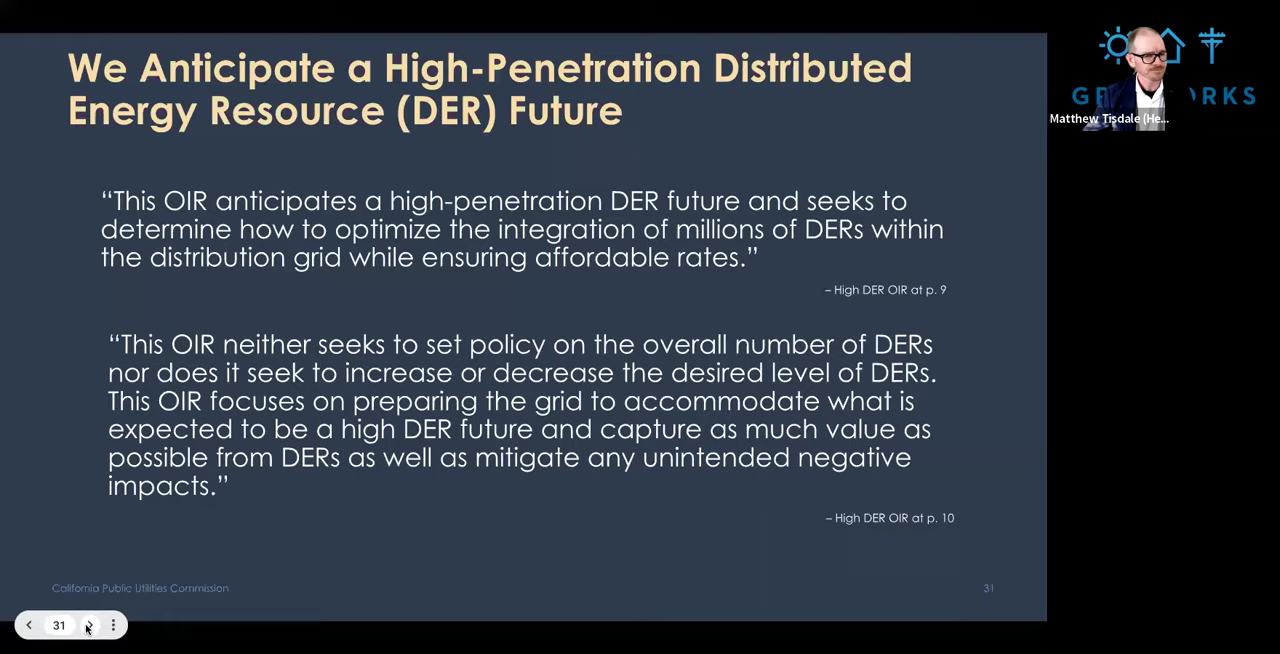 We Anticipate a High-Penetration Distributed
Energy Resource (DER) Future
“This OIR anticipates a high-penetration DER future and seeks to
determine how to optimize the integration of millions of DERs within
the distribution grid while ensuring affordable rates.”
– High DER OIR at p. 9
“This OIR neither seeks to set policy on the overall number of DERs
nor does it seek to increase or decrease the desired level of DERs.
This OIR focuses on preparing the grid to accommodate what is
expected to be a high DER future and capture as much value as
possible from DERs as well as mitigate any unintended negative
impacts.”
– High DER OIR at p. 10
California Public Utilities Commission
31
31
Matthew Tisdale (He...